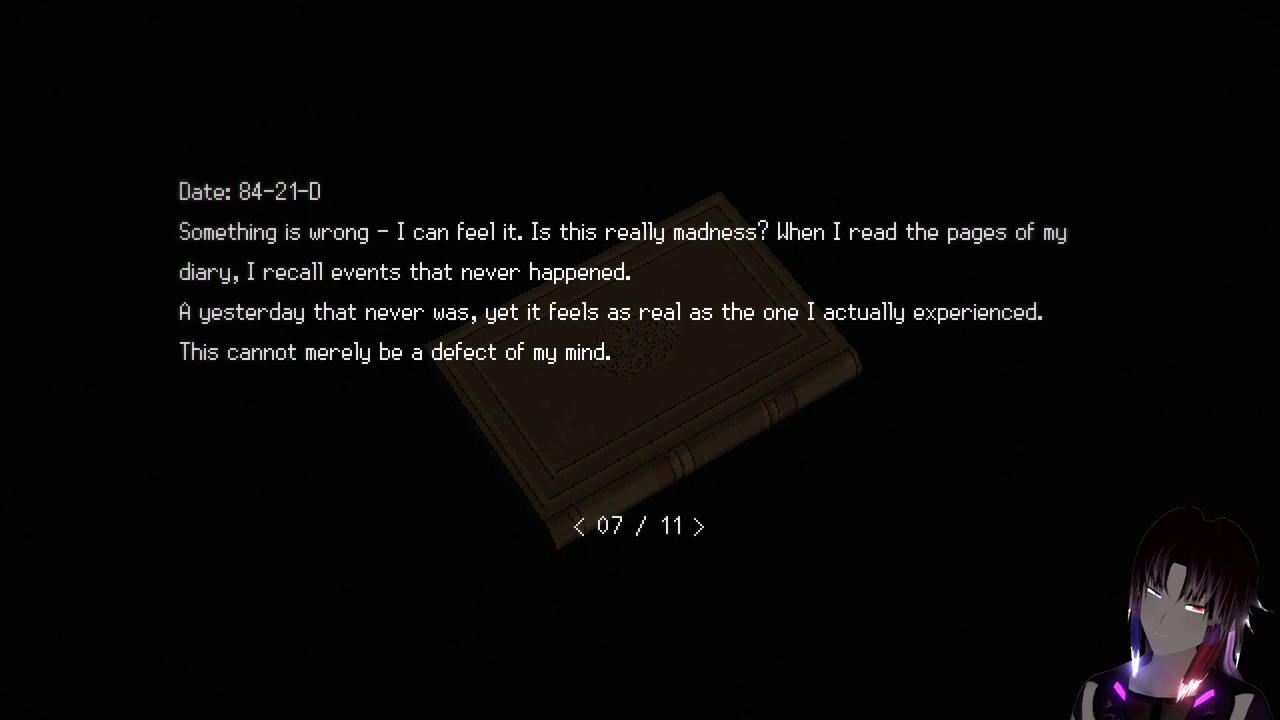 Date: 84-21-D
Something is wrong - I can feel it. Is this really madness? When I read the pages of my
diary, I recall events that never happened.
A yesterday that never was, yet it feels as real as the one I actually experienced.
This cannot merely be a defect of my mind.
< 07 / 11 >